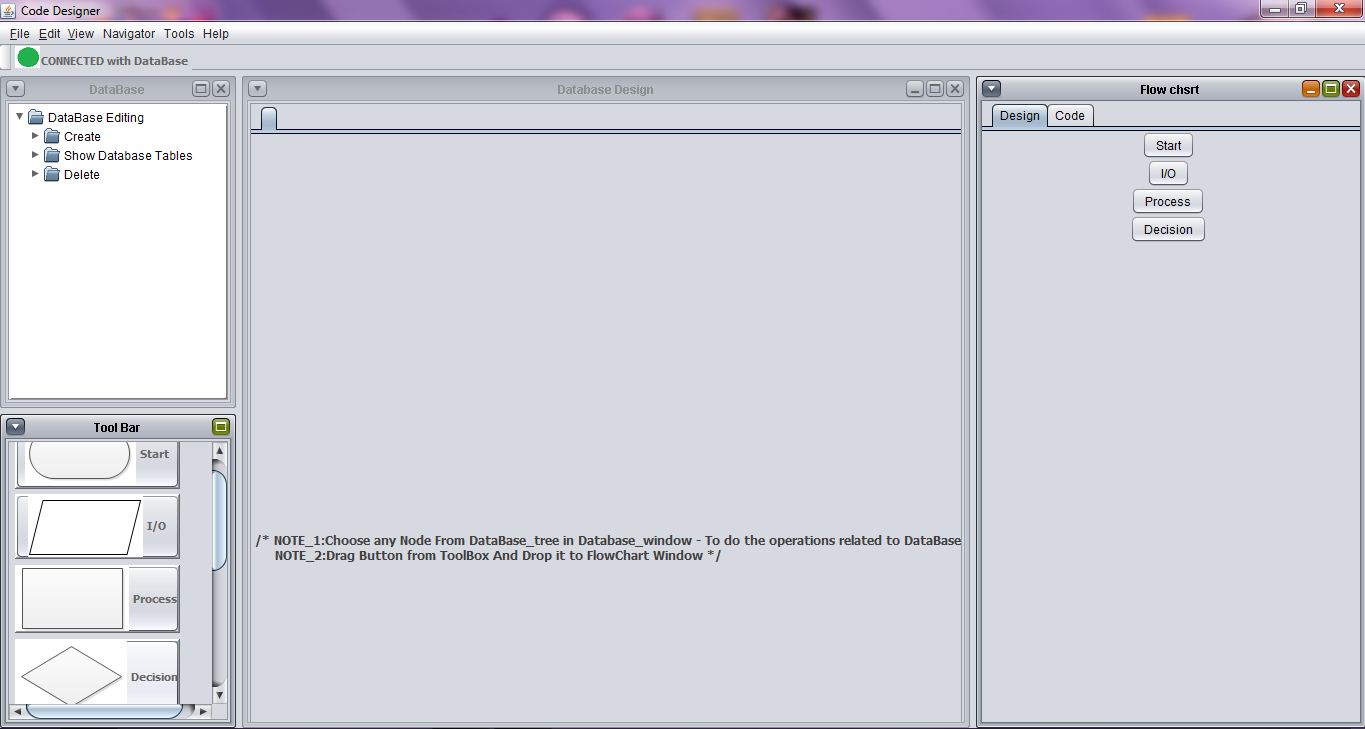 Code Designer
File Edit View Navigator Tools Help
CONNECTED with DataBase
DataBase
DataBase Editing
Create
Show Database Tables
Delete
Tool Bar
Start
I/O
Process
Decision
Database Design
/* NOTE_1:Choose any Node From DataBase_tree in Database_window - To do the operations related to DataBase
NOTE_2:Drag Button from ToolBox And Drop it to FlowChart Window */
Flow chsrt
Design Code
Start
I/O
Process
Decision